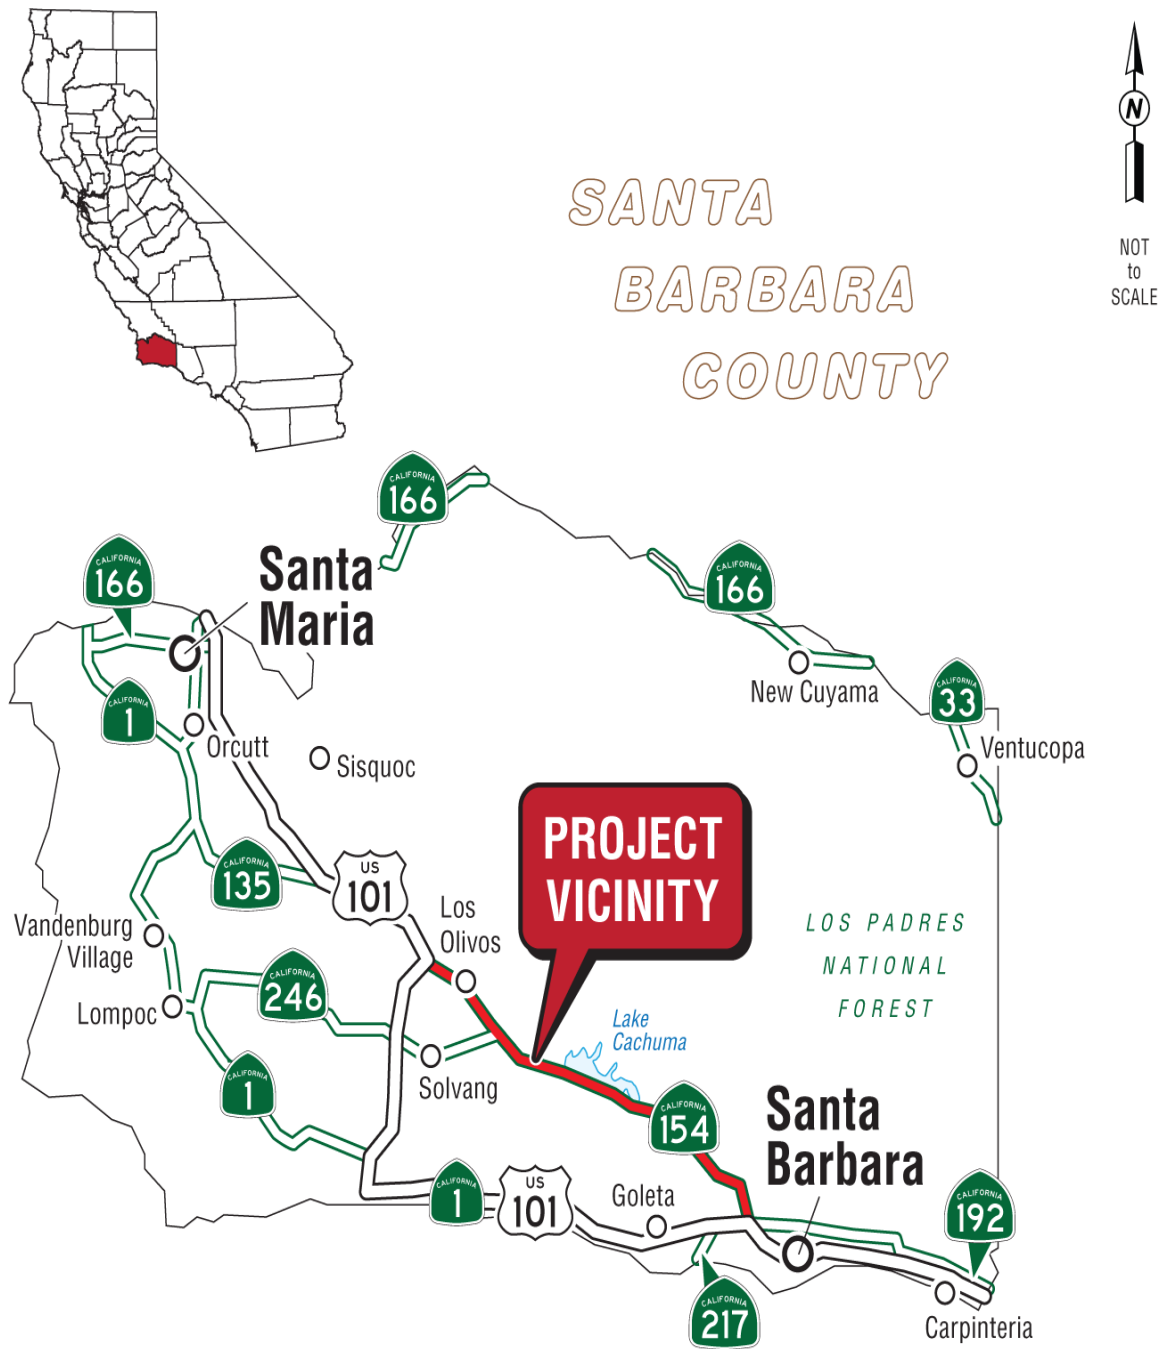 N
NOT
to
SCALE
SANTA
BARBARA
COUNTY
CALIFORNIA
166
CALIFORNIA
166
Santa
Maria
CALIFORNIA
166
New Cuyama
CALIFORNIA
33
Ventucopa
CALIFORNIA
1
Orcutt
Sisquoc
PROJECT
VICINITY
CALIFORNIA
135
US
101
Los
Olivos
LOS PADRES
NATIONAL
FOREST
Vandenburg
Village
Lompoc
CALIFORNIA
246
Lake
Cachuma
Solvang
CALIFORNIA
1
CALIFORNIA
154
Santa
Barbara
CALIFORNIA
1
US
101
Goleta
CALIFORNIA
192
CALIFORNIA
217
Carpinteria